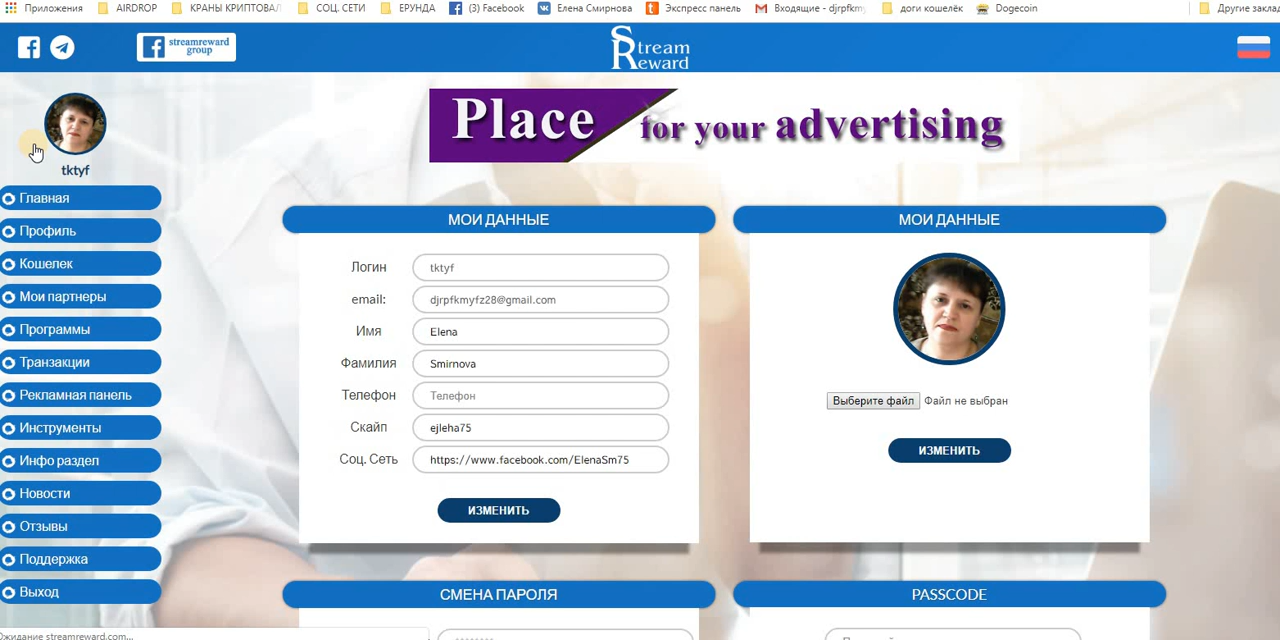 Приложения AIRDROP КРАНЫ КРИПТОВАЛ СОЦ. СЕТИ ЕРУНДА (3) Facebook Елена Смирнова Экспресс панель Входящие - djrpfkmy доги кошелёк Dogecoin Другие заклад
streamreward
group
Stream
Reward
Place for your advertising
tktyf
Главная
Профиль
Кошелек
Мои партнеры
Программы
Транзакции
Рекламная панель
Инструменты
Инфо раздел
Новости
Отзывы
Поддержка
Выход
МОИ ДАННЫЕ
Логин tktyf
email: djrpfkmyfz28@gmail.com
Имя Elena
Фамилия Smirnova
Телефон Телефон
Скайп ejleha75
Соц. Сеть https://www.facebook.com/ElenaSm75
ИЗМЕНИТЬ
МОИ ДАННЫЕ
Выберите файл Файл не выбран
ИЗМЕНИТЬ
СМЕНА ПАРОЛЯ
PASSCODE
Ожидание streamreward.com...